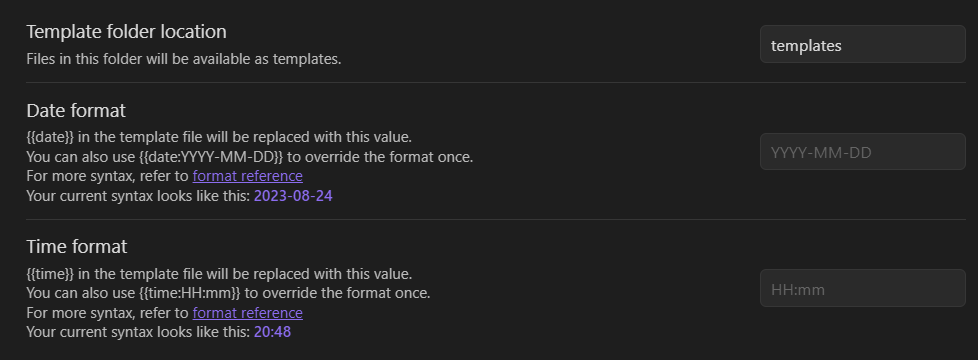 Template folder location
templates
Files in this folder will be available as templates.
Date format
{{date}} in the template file will be replaced with this value.
You can also use {{date:YYYY-MM-DD}} to override the format once.
YYYY-MM-DD
For more syntax, refer to format reference
Your current syntax looks like this: 2023-08-24
Time format
{{time}} in the template file will be replaced with this value.
You can also use {{time:HH:mm}} to override the format once.
HH:mm
For more syntax, refer to format reference
Your current syntax looks like this: 20:48